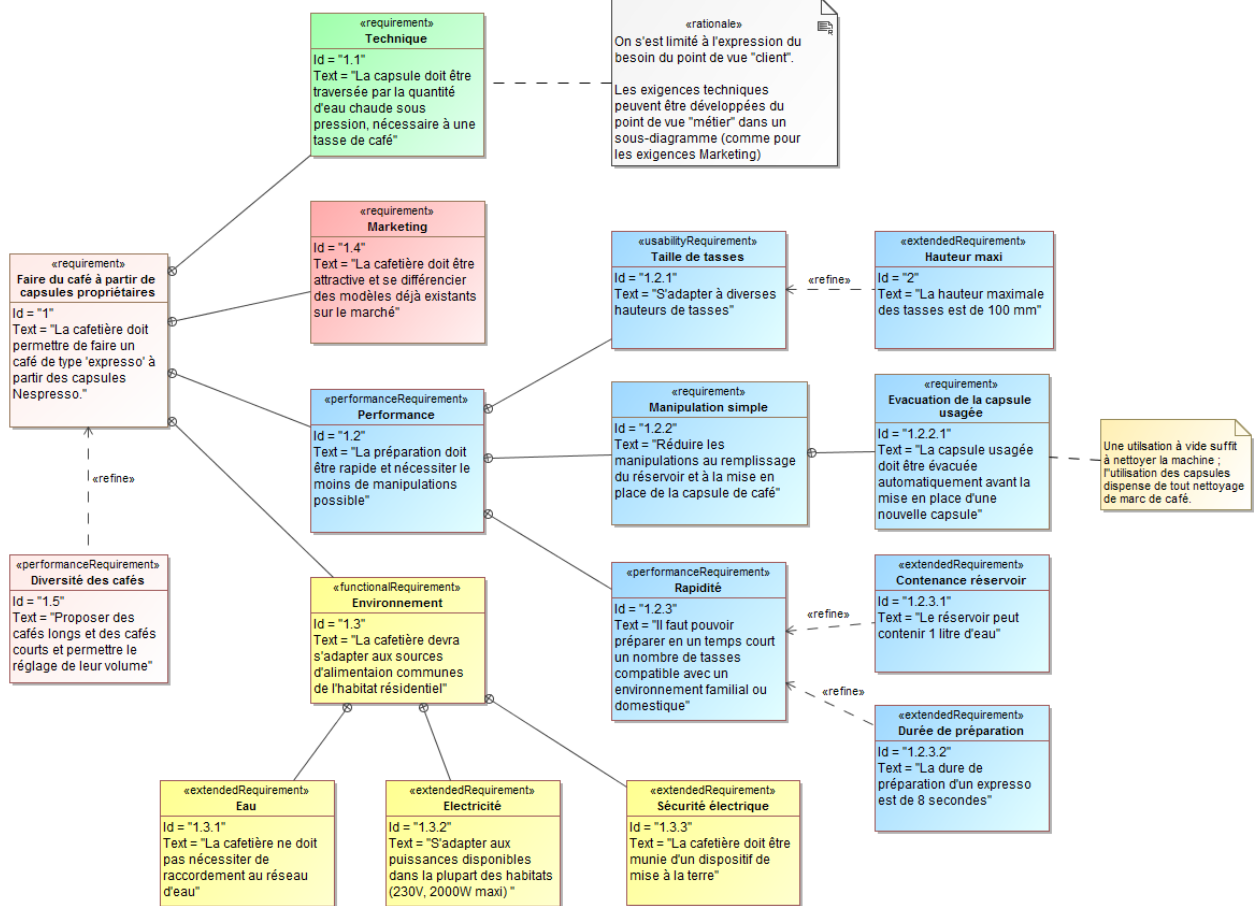 «requirement»
Technique
Id = "1.1"
Text = "La capsule doit être
traversée par la quantité
d'eau chaude sous
pression, nécessaire à une
tasse de café"
«rationale»
On s'est limité à l'expression du
besoin du point de vue "client".
Les exigences techniques
peuvent être développées du
point de vue "métier" dans un
sous-diagramme (comme pour
les exigences Marketing)
«requirement»
Marketing
Id = "1.4"
Text = "La cafetière doit être
attractive et se différencier
des modèles déjà existants
sur le marché"
«requirement»
Faire du café à partir de
capsules propriétaires
Id = "1"
Text = "La cafetière doit
permettre de faire un
café de type 'expresso' à
partir des capsules
Nespresso."
«usabilityRequirement»
Taille de tasses
Id = "1.2.1"
Text = "S'adapter à diverses
hauteurs de tasses"
«refine»
«extendedRequirement»
Hauteur maxi
Id = "2"
Text = "La hauteur maximale
des tasses est de 100 mm"
«performanceRequirement»
Performance
Id = "1.2"
Text = "La préparation doit
être rapide et nécessiter le
moins de manipulations
possible"
«requirement»
Manipulation simple
Id = "1.2.2"
Text = "Réduire les
manipulations au remplissage
du réservoir et à la mise en
place de la capsule de café"
«requirement»
Evacuation de la capsule
usagée
Id = "1.2.2.1"
Text = "La capsule usagée
doit être évacuée
automatiquement avant la
mise en place d'une
nouvelle capsule"
Une utilsation à vide suffit
à nettoyer la machine ;
l"utilisation des capsules
dispense de tout nettoyage
de marc de café.
«refine»
«performanceRequirement»
Diversité des cafés
Id = "1.5"
Text = "Proposer des
cafés longs et des cafés
courts et permettre le
réglage de leur volume"
«functionalRequirement»
Environnement
Id = "1.3"
Text = "La cafetière devra
s'adapter aux sources
d'alimentaion communes
de l'habitat résidentiel"
«performanceRequirement»
Rapidité
Id = "1.2.3"
Text = "Il faut pouvoir
préparer en un temps court
un nombre de tasses
compatible avec un
environnement familial ou
domestique"
«refine»
«extendedRequirement»
Contenance réservoir
Id = "1.2.3.1"
Text = "Le réservoir peut
contenir 1 litre d'eau"
«refine»
«extendedRequirement»
Durée de préparation
Id = "1.2.3.2"
Text = "La dure de
préparation d'un expresso
est de 8 secondes"
«extendedRequirement»
Eau
Id = "1.3.1"
Text = "La cafetière ne doit
pas nécessiter de
raccordement au réseau
d'eau"
«extendedRequirement»
Electricité
Id = "1.3.2"
Text = "S'adapter aux
puissances disponibles
dans la plupart des habitats
(230V, 2000W maxi) "
«extendedRequirement»
Sécurité électrique
Id = "1.3.3"
Text = "La cafetière doit être
munie d'un dispositif de
mise à la terre"